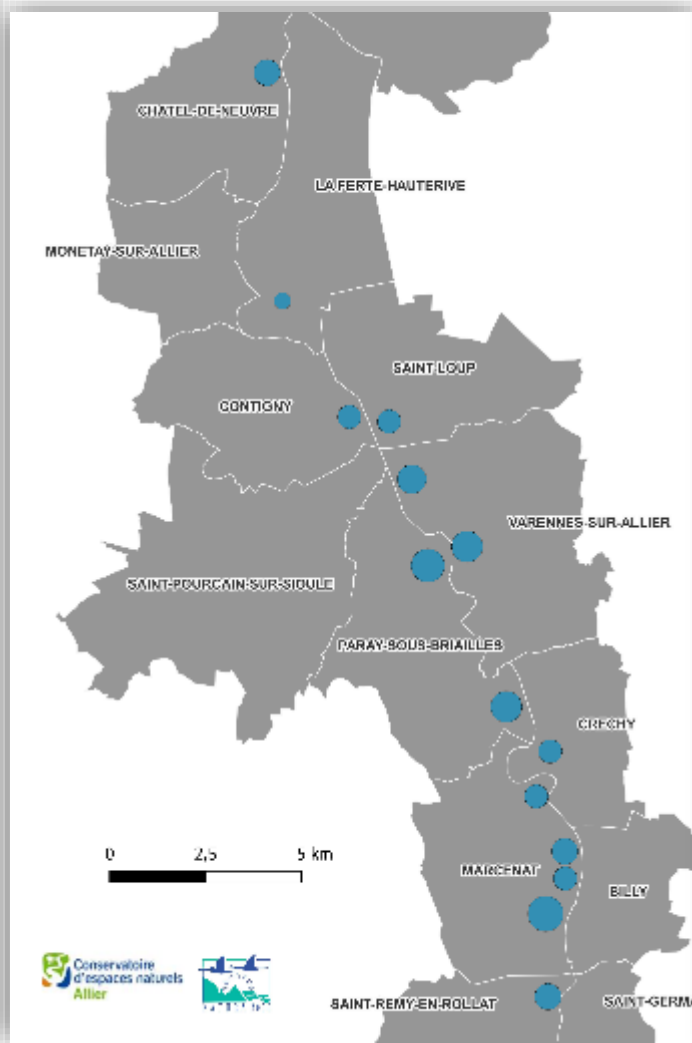 CHATEL-DE-NEUVRE
LA FERTE-HAUTERIVE
MONETAY-SUR-ALLIER
SAINT-LOUP
CONTIGNY
VARENNES-SUR-ALLIER
SAINT-POURCAIN-SUR-SIOULE
PARAY-SOUS-BRIAILLES
CRECHY
0 2,5 5 km
MARCENAT
BILLY
Conservatoire
d'espaces naturels
Allier
SAINT-REMY-EN-ROLLAT
SAINT-GERMA